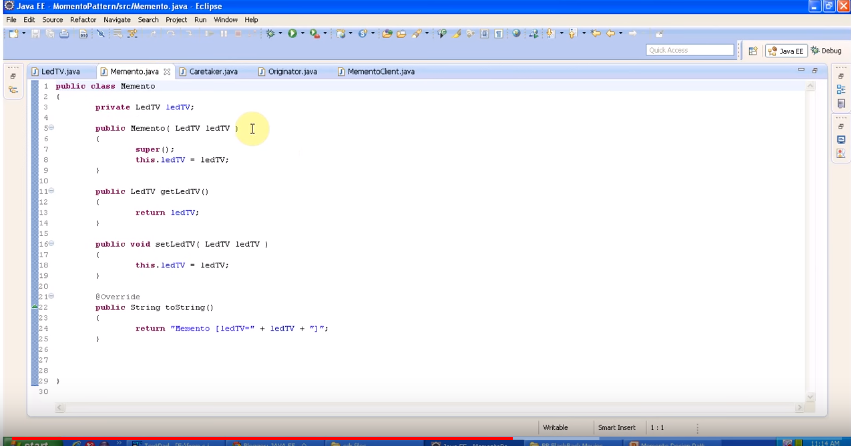 Java EE - MomentoPattern/src/Memento.java - Eclipse
File Edit Source Refactor Navigate Search Project Run Window Help
Quick Access
Java EE
Debug
LedTV.java Memento.java Caretaker.java Originator.java MementoClient.java
1 public class Memento
2 {
3 private LedTV ledTV;
4
5 public Memento( LedTV ledTV )
6 {
7 super();
8 this.ledTV = ledTV;
9 }
10
11 public LedTV getLedTV()
12 {
13 return ledTV;
14 }
15
16 public void setLedTV( LedTV ledTV )
17 {
18 this.ledTV = ledTV;
19 }
20
21 @Override
22 public String toString()
23 {
24 return "Memento [ledTV=" + ledTV + "]";
25 }
26
27
28
29 }
30
Writable Smart Insert 1 : 1
start
11:14 AM